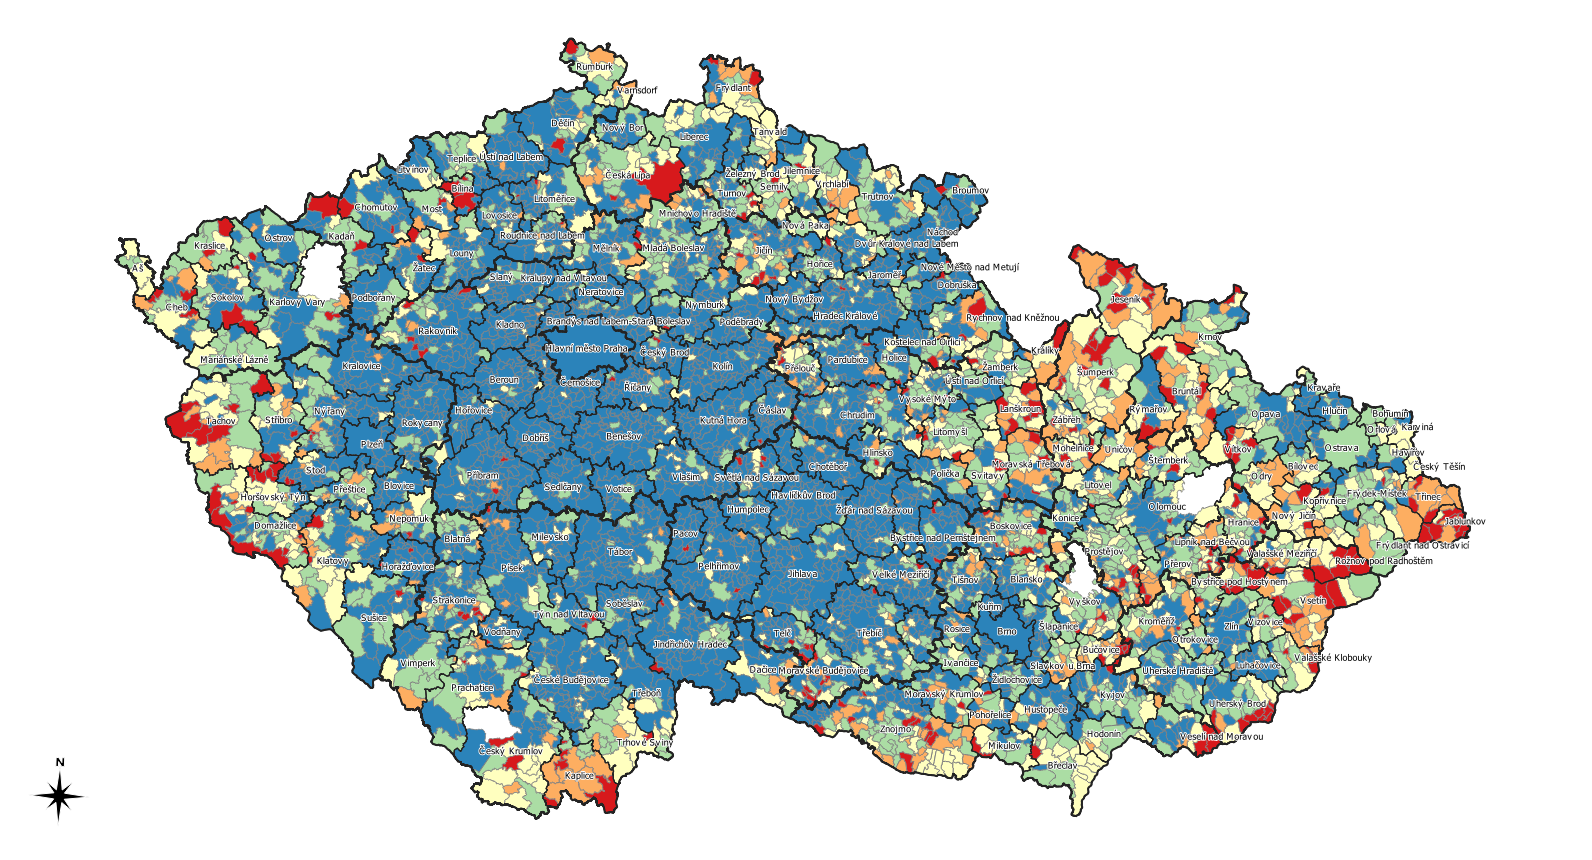 Rumburk
Varnsdorf
Frýdlant
Děčín
Nový Bor
Liberec
Tanvald
Teplice
Ústí nad Labem
Litvínov
Česká Lípa
Železný Brod
Jilemnice
Semily
Vrchlabí
Bílina
Turnov
Trutnov
Broumov
Litoměřice
Chomutov
Most
Lovosice
Mnichovo Hradiště
Nová Paka
Náchod
Ostrov
Kadaň
Roudnice nad Labem
Kraslice
Mělník
Mladá Boleslav
Jičín
Dvůr Králové nad Labem
Louny
Aš
Žatec
Hořice
Jaroměř
Nové Město nad Metují
Slaný
Kralupy nad Vltavou
Dobruška
Neratovice
Sokolov
Karlovy Vary
Podbořany
Nymburk
Nový Bydžov
Cheb
Jeseník
Hradec Králové
Rychnov nad Kněžnou
Kladno
Brandýs nad Labem-Stará Boleslav
Poděbrady
Rakovník
Krnov
Kostelec nad Orlicí
Hlavní město Praha
Český Brod
Králíky
Mariánské Lázně
Kralovice
Kolín
Přelouč
Pardubice
Holice
Žamberk
Šumperk
Beroun
Černošice
Říčany
Ústí nad Orlicí
Kravaře
Bruntál
Vysoké Mýto
Hořovice
Čáslav
Chrudim
Lanškroun
Rýmařov
Hlučín
Nýřany
Stříbro
Tachov
Rokycany
Kutná Hora
Zábřeh
Opava
Bohumín
Orlová
Karviná
Dobříš
Benešov
Litomyšl
Plzeň
Hlinsko
Mohelnice
Uničov
Vítkov
Ostrava
Havířov
Stod
Příbram
Vlašim
Světlá nad Sázavou
Chotěboř
Polička
Svitavy
Moravská Třebová
Šternberk
Bílovec
Český Těšín
Horšovský Týn
Přeštice
Blovice
Sedlčany
Votice
Havlíčkův Brod
Litovel
Odry
Kopřivnice
Frýdek-Místek
Třinec
Humpolec
Žďár nad Sázavou
Olomouc
Nepomuk
Konice
Nový Jičín
Hranice
Jablunkov
Domažlice
Boskovice
Blatná
Milevsko
Pacov
Bystřice nad Pernštejnem
Lipník nad Bečvou
Frýdlant nad Ostravicí
Tábor
Prostějov
Valašské Meziříčí
Klatovy
Horažďovice
Písek
Pelhřimov
Jihlava
Velké Meziříčí
Tišnov
Blansko
Přerov
Rožnov pod Radhoštěm
Bystřice pod Hostýnem
Strakonice
Soběslav
Kuřim
Vyškov
Vsetín
Sušice
Týn nad Vltavou
Vodňany
Telč
Třebíč
Rosice
Brno
Šlapanice
Kroměříž
Zlín
Vizovice
Jindřichův Hradec
Otrokovice
Bučovice
Vimperk
Dačice
Moravské Budějovice
Ivančice
Slavkov u Brna
Uherské Hradiště
Luhačovice
Valašské Klobouky
České Budějovice
Židlochovice
Prachatice
Třeboň
Moravský Krumlov
Kyjov
Uherský Brod
Pohořelice
Hustopeče
Znojmo
Hodonín
Veselí nad Moravou
Český Krumlov
Trhové Sviny
Mikulov
Břeclav
Kaplice
N